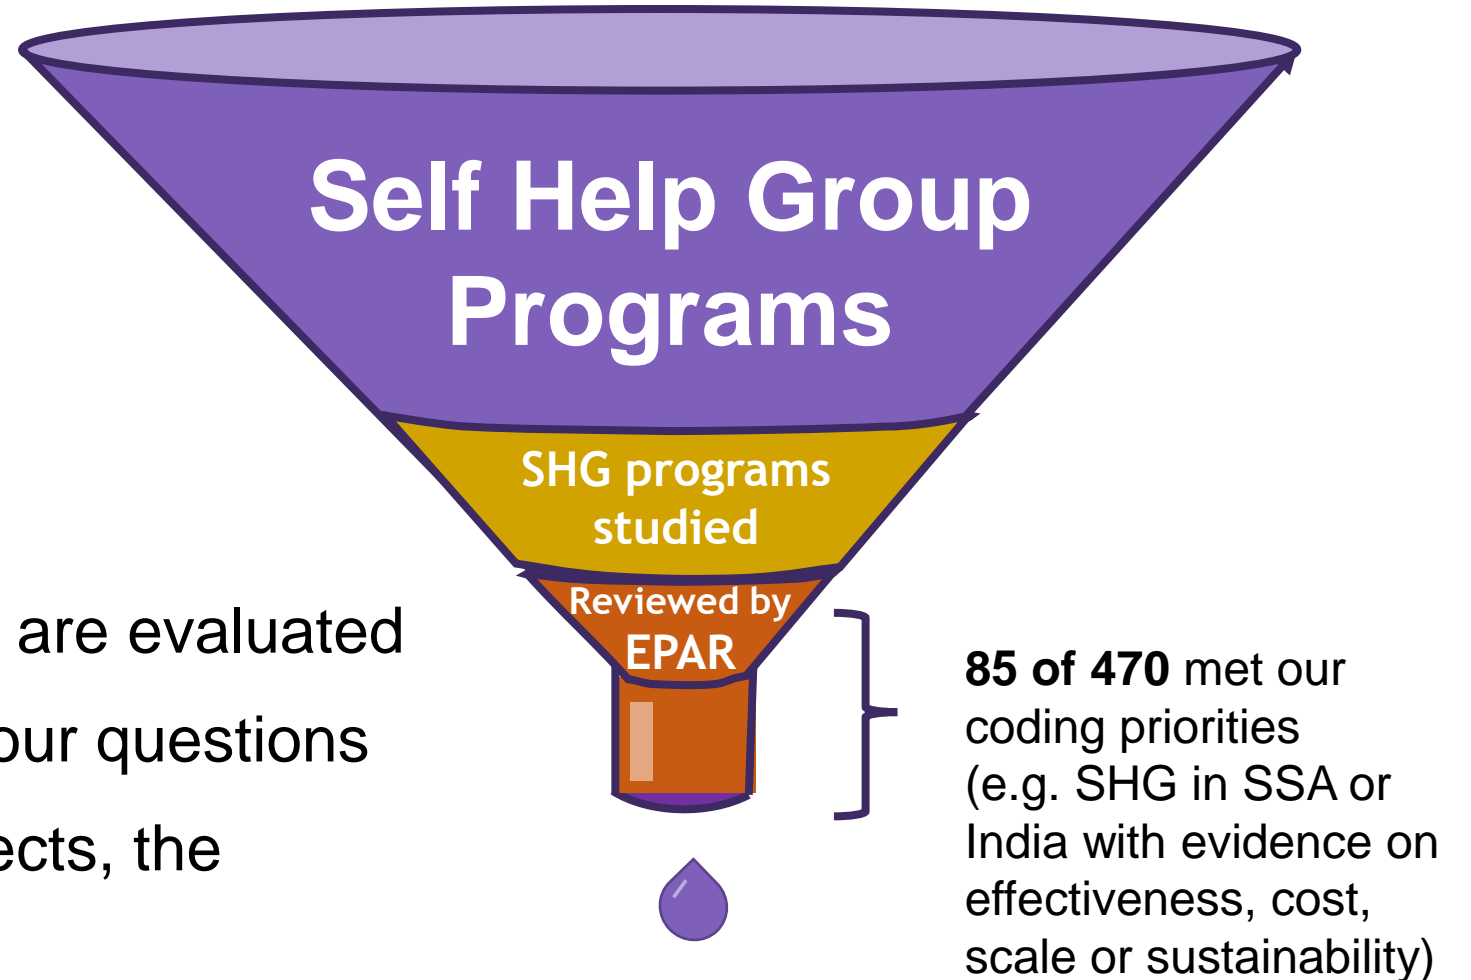 Self Help Group
Programs
SHG programs
studied
Reviewed by
EPAR
are evaluated
our questions
ects, the
85 of 470 met our
coding priorities
(e.g. SHG in SSA or
India with evidence on
effectiveness, cost,
scale or sustainability)